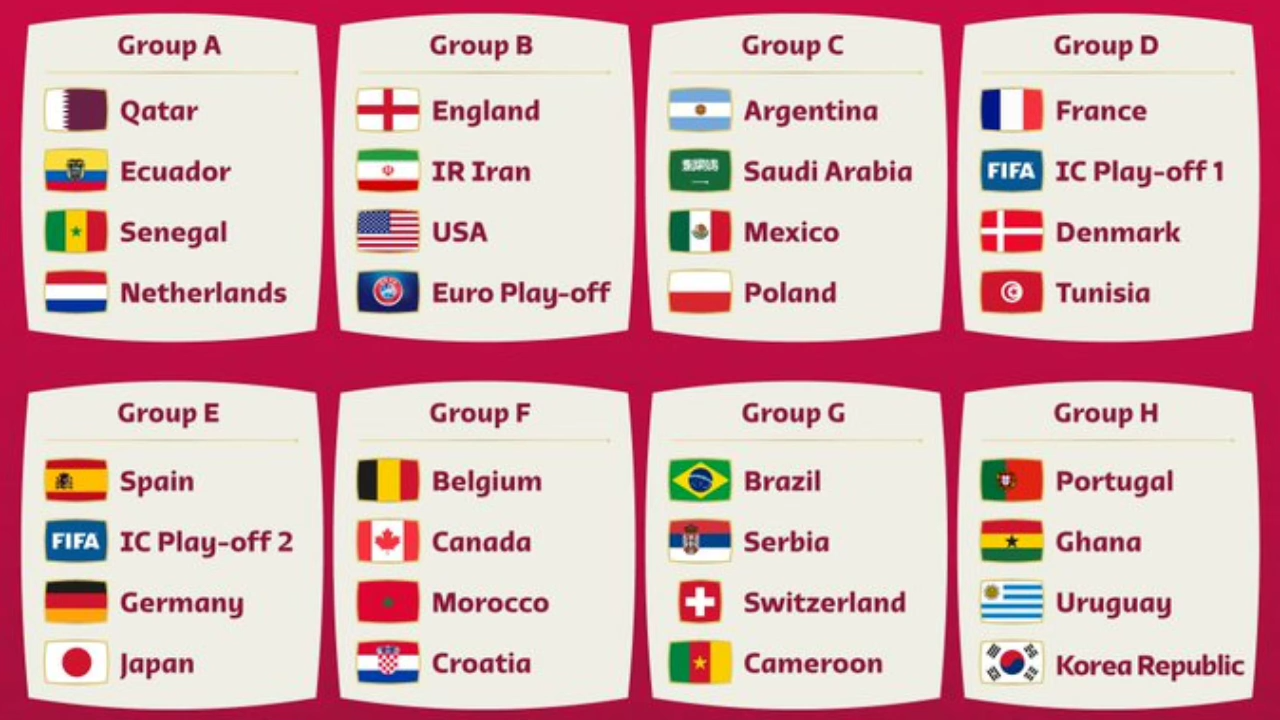 Group A
Qatar
Ecuador
Senegal
Netherlands
Group B
England
IR Iran
USA
Euro Play-off
Group C
Argentina
Saudi Arabia
Mexico
Poland
Group D
France
FIFA IC Play-off 1
Denmark
Tunisia
Group E
Spain
FIFA IC Play-off 2
Germany
Japan
Group F
Belgium
Canada
Morocco
Croatia
Group G
Brazil
Serbia
Switzerland
Cameroon
Group H
Portugal
Ghana
Uruguay
Korea Republic